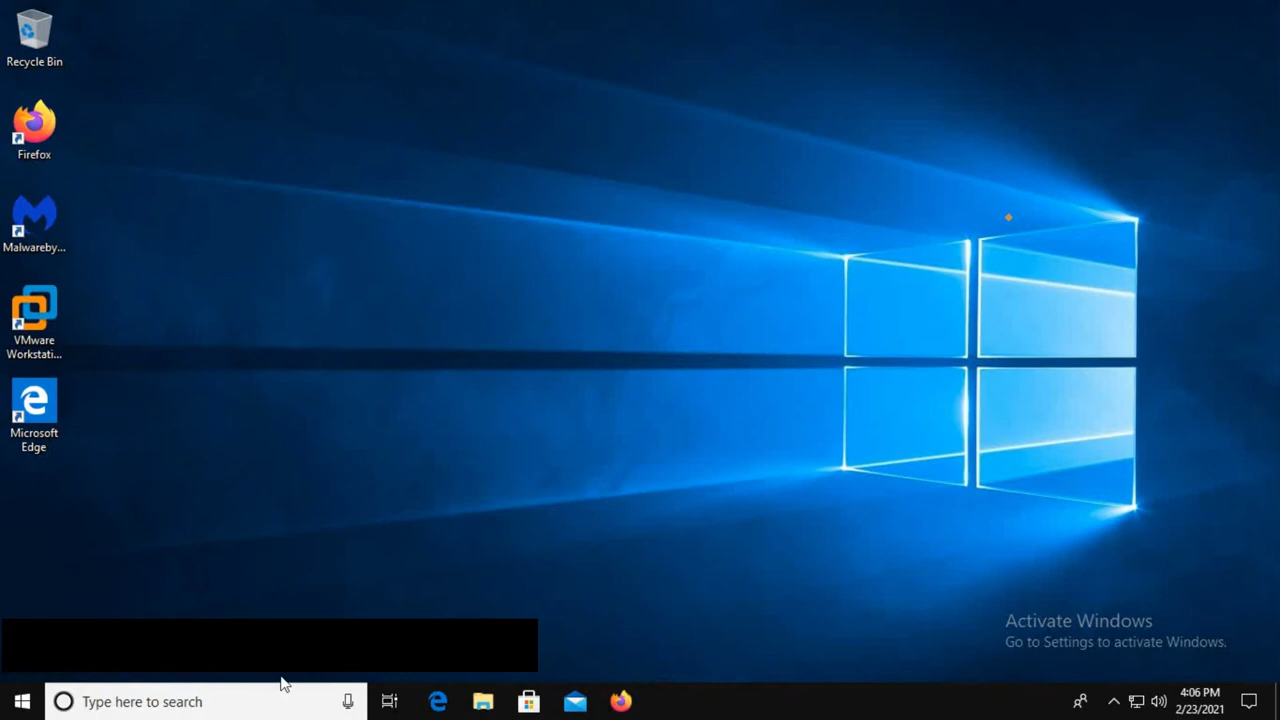 Recycle Bin
Firefox
Malwareby...
VMware
Workstati...
Microsoft
Edge
Activate Windows
Go to Settings to activate Windows.
Type here to search
4:06 PM
2/23/2021